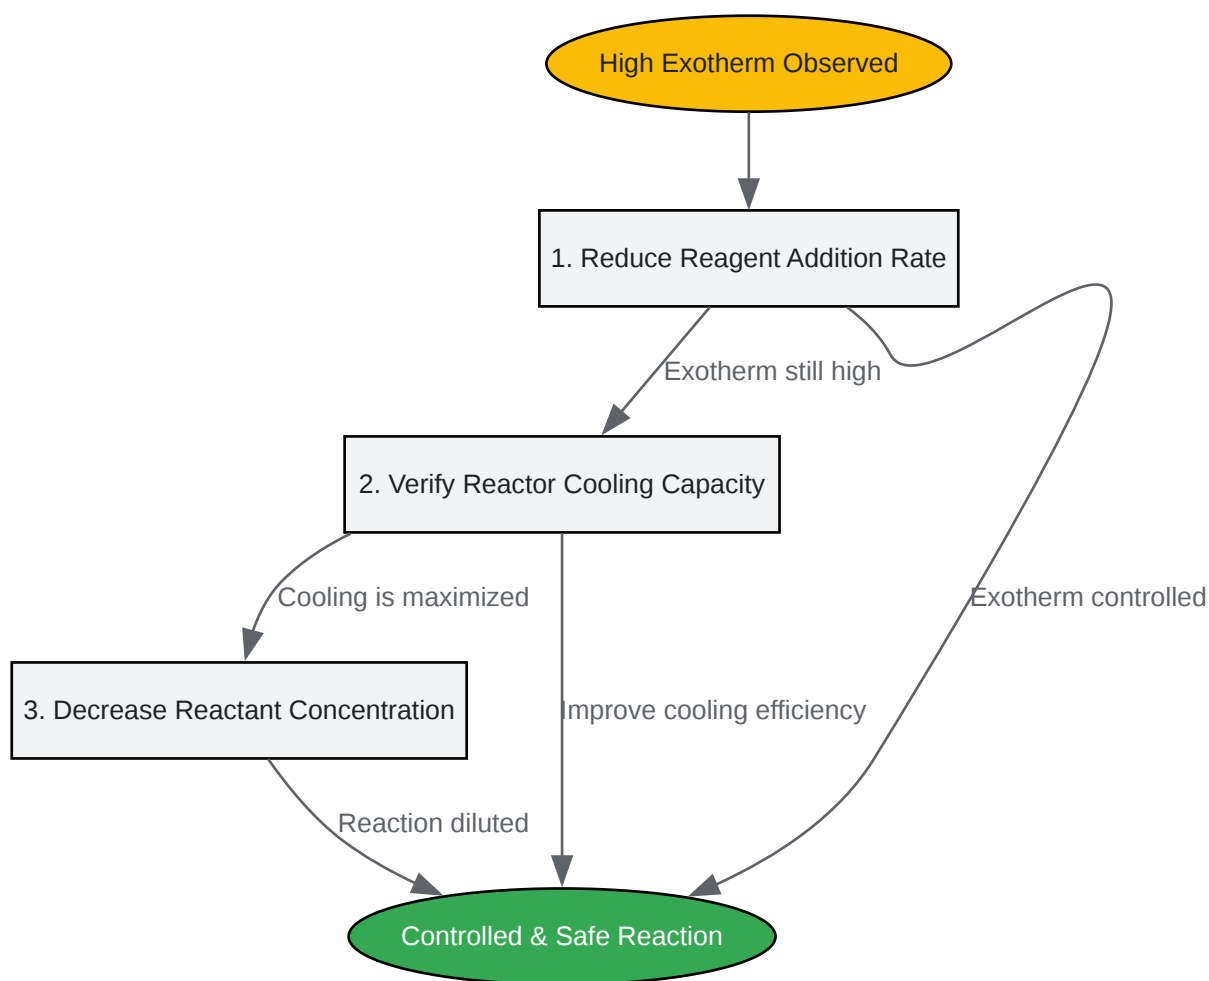 High Exotherm Observed
1. Reduce Reagent Addition Rate
Exotherm still high
2. Verify Reactor Cooling Capacity
Cooling is maximized
Exotherm controlled
3. Decrease Reactant Concentration
Improve cooling efficiency
Reaction diluted
Controlled & Safe Reaction